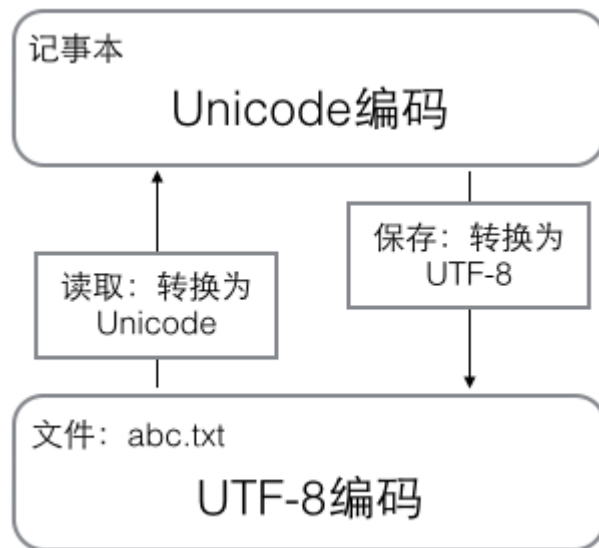 记事本
Unicode编码
读取：转换为
Unicode
保存：转换为
UTF-8
文件：abc.txt
UTF-8编码